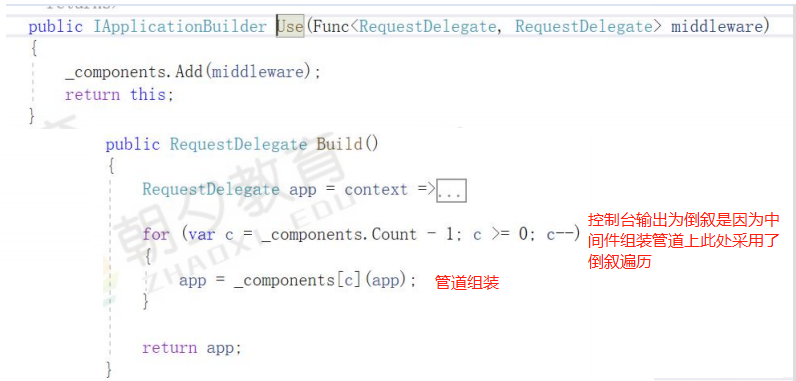 returns>
public IApplicationBuilder Use(Func<RequestDelegate, RequestDelegate> middleware)
{
_components.Add(middleware);
return this;
}
public RequestDelegate Build()
{
RequestDelegate app = context =>...
for (var c = _components.Count - 1; c >= 0; c--)
{
app = _components[c](app);
}
return app;
}
控制台输出为倒叙是因为中
间件组装管道上此处采用了
倒叙遍历
管道组装
朝夕教育
ZHAOXI Edu